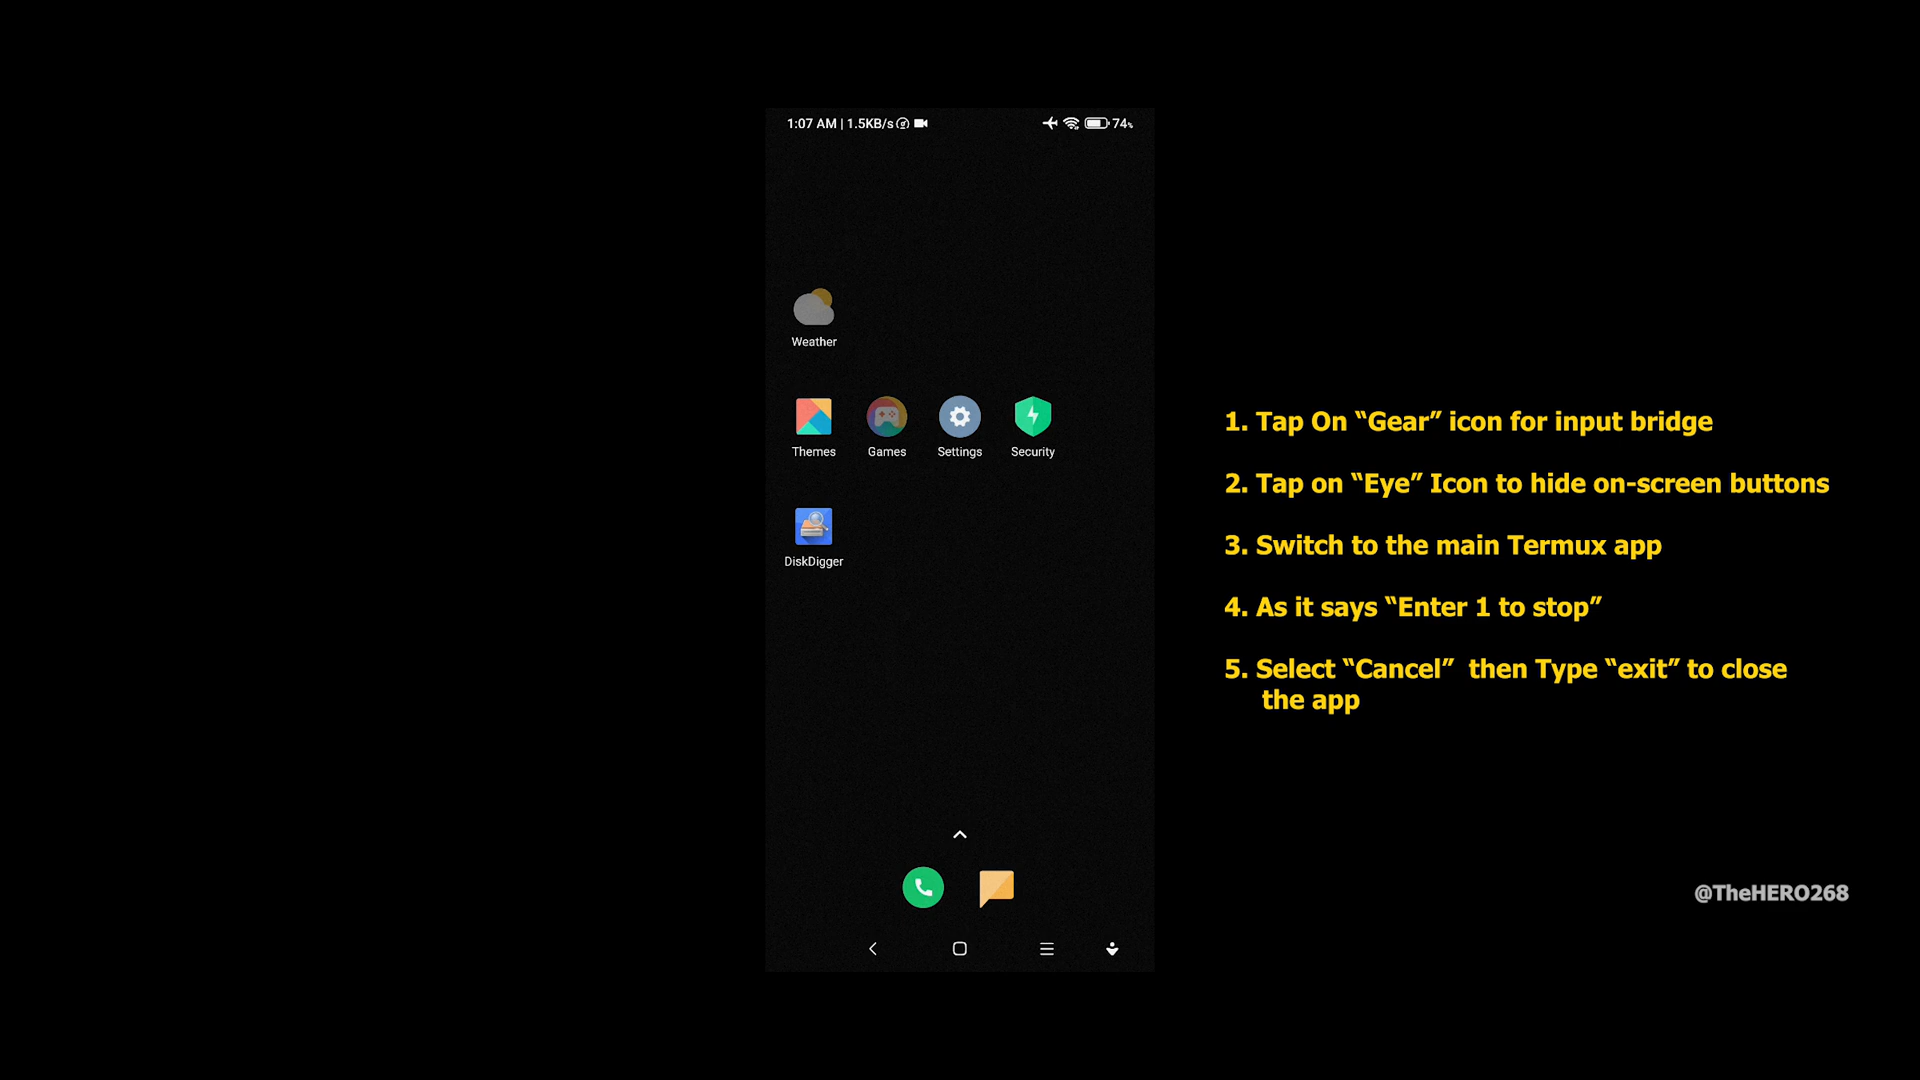 1:07 AM | 1.5KB/s 74%
Weather
Themes Games Settings Security
DiskDigger
1. Tap On “Gear” icon for input bridge
2. Tap on “Eye” Icon to hide on-screen buttons
3. Switch to the main Termux app
4. As it says “Enter 1 to stop”
5. Select “Cancel” then Type “exit” to close
the app
@TheHERO268